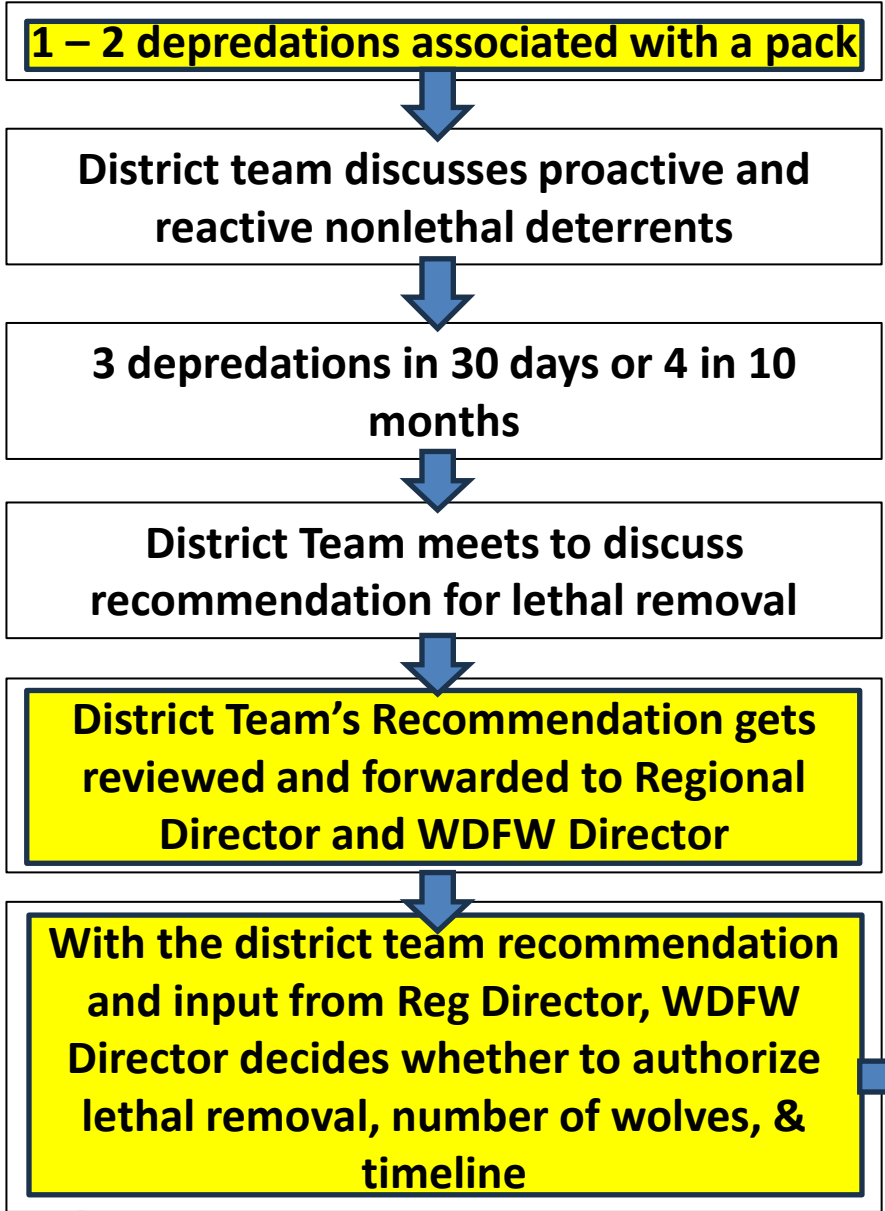 1 – 2 depredations associated with a pack
District team discusses proactive and
reactive nonlethal deterrents
3 depredations in 30 days or 4 in 10
months
District Team meets to discuss
recommendation for lethal removal
District Team’s Recommendation gets
reviewed and forwarded to Regional
Director and WDFW Director
With the district team recommendation
and input from Reg Director, WDFW
Director decides whether to authorize
lethal removal, number of wolves, &
timeline